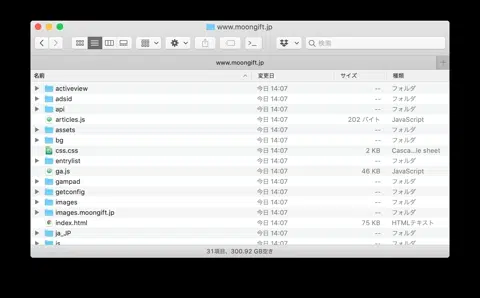 www.moongift.jp
検索
www.moongift.jp
名前 変更日 サイズ 種類
activeview 今日 14:07 -- フォルダ
adsid 今日 14:07 -- フォルダ
api 今日 14:07 -- フォルダ
articles.js 今日 14:07 202 バイト JavaScript
assets 今日 14:07 -- フォルダ
bg 今日 14:07 -- フォルダ
css.css 今日 14:07 2 KB Casca...le sheet
entrylist 今日 14:07 -- フォルダ
ga.js 今日 14:07 46 KB JavaScript
gampad 今日 14:07 -- フォルダ
getconfig 今日 14:07 -- フォルダ
images 今日 14:07 -- フォルダ
images.moongift.jp 今日 14:07 -- フォルダ
index.html 今日 14:07 75 KB HTMLテキスト
ja_JP 今日 14:07 -- フォルダ
js 今日 14:07 -- フォルダ
31項目、300.92 GB空き